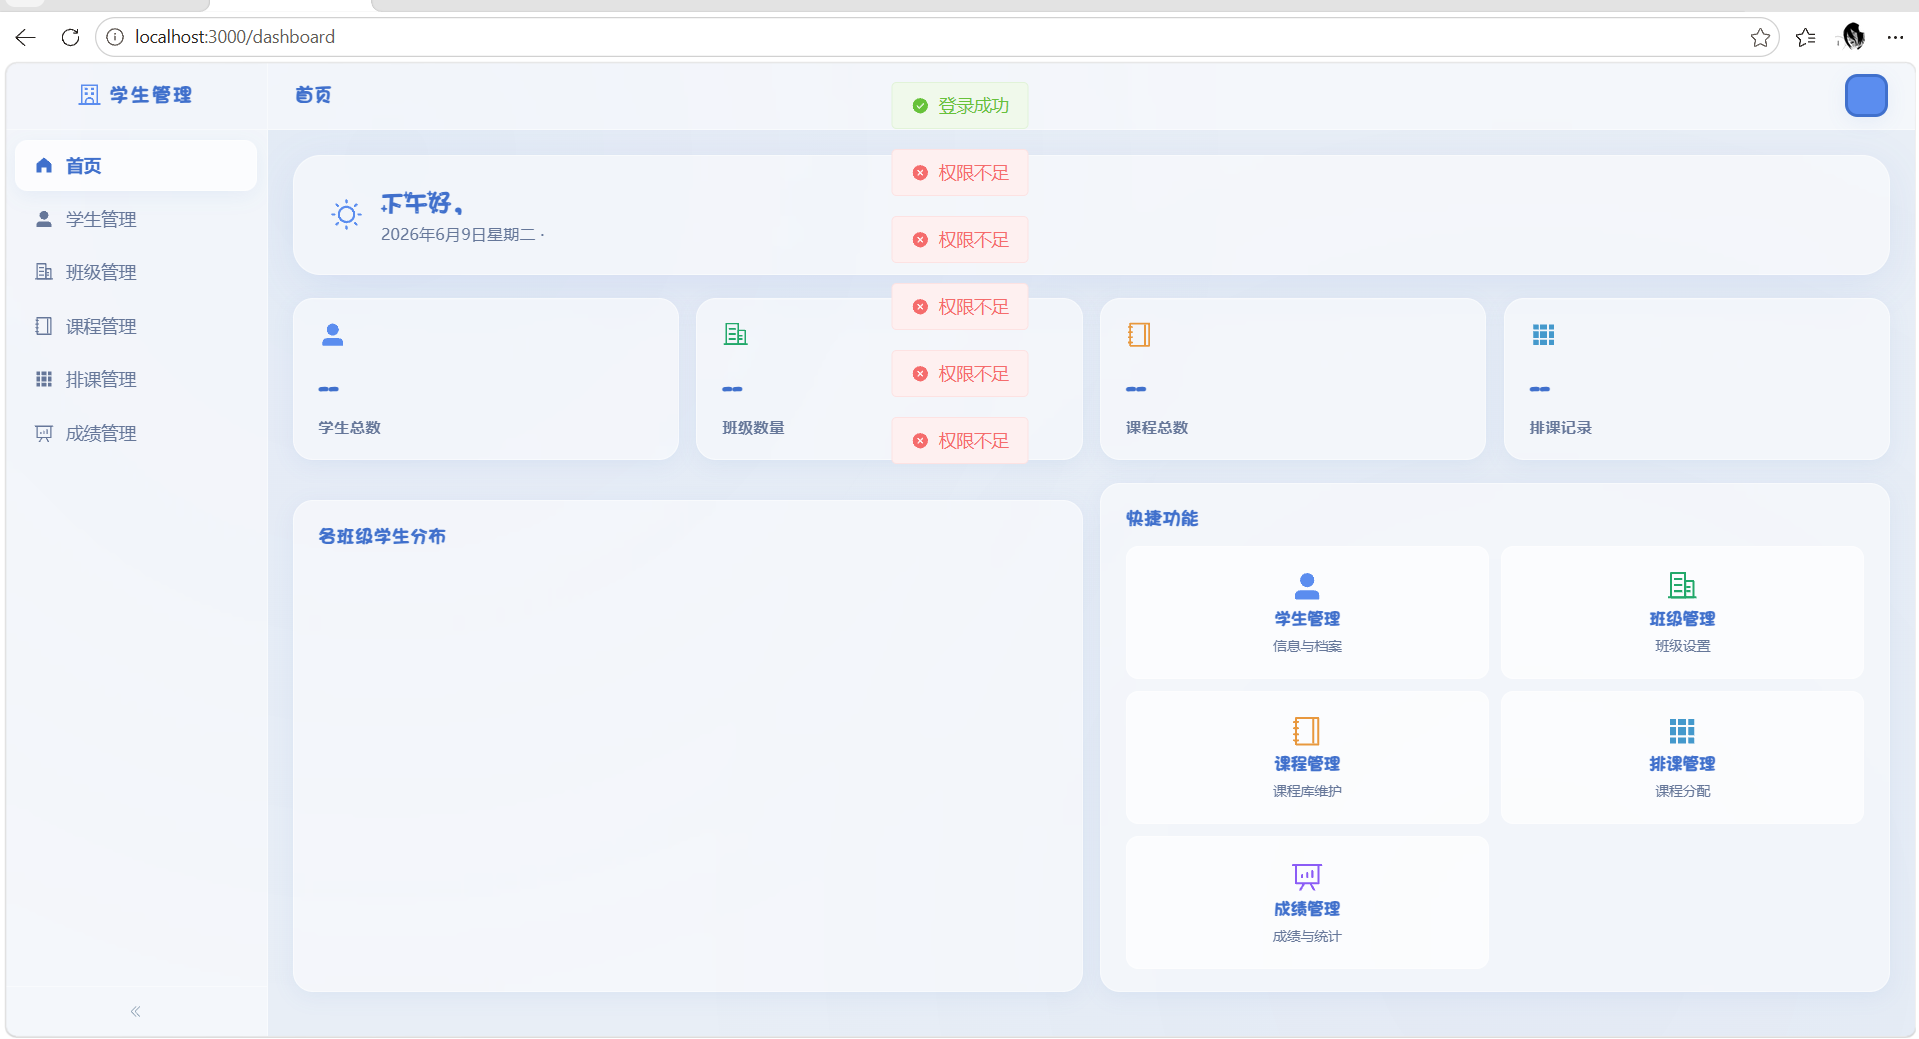 localhost:3000/dashboard
学生管理
首页
登录成功
首页
学生管理
班级管理
课程管理
排课管理
成绩管理
权限不足
权限不足
权限不足
权限不足
权限不足
下午好，
2026年6月9日星期二 ·
--
学生总数
--
班级数量
--
课程总数
--
排课记录
各班级学生分布
快捷功能
学生管理
信息与档案
班级管理
班级设置
课程管理
课程库维护
排课管理
课程分配
成绩管理
成绩与统计